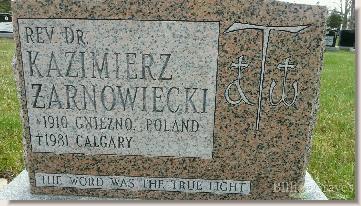 REV. DR.
KAZIMIERZ
ZARNOWIECKI
*1910 GNIEZNO, POLAND
†1981 CALGARY
THE WORD WAS THE TRUE LIGHT